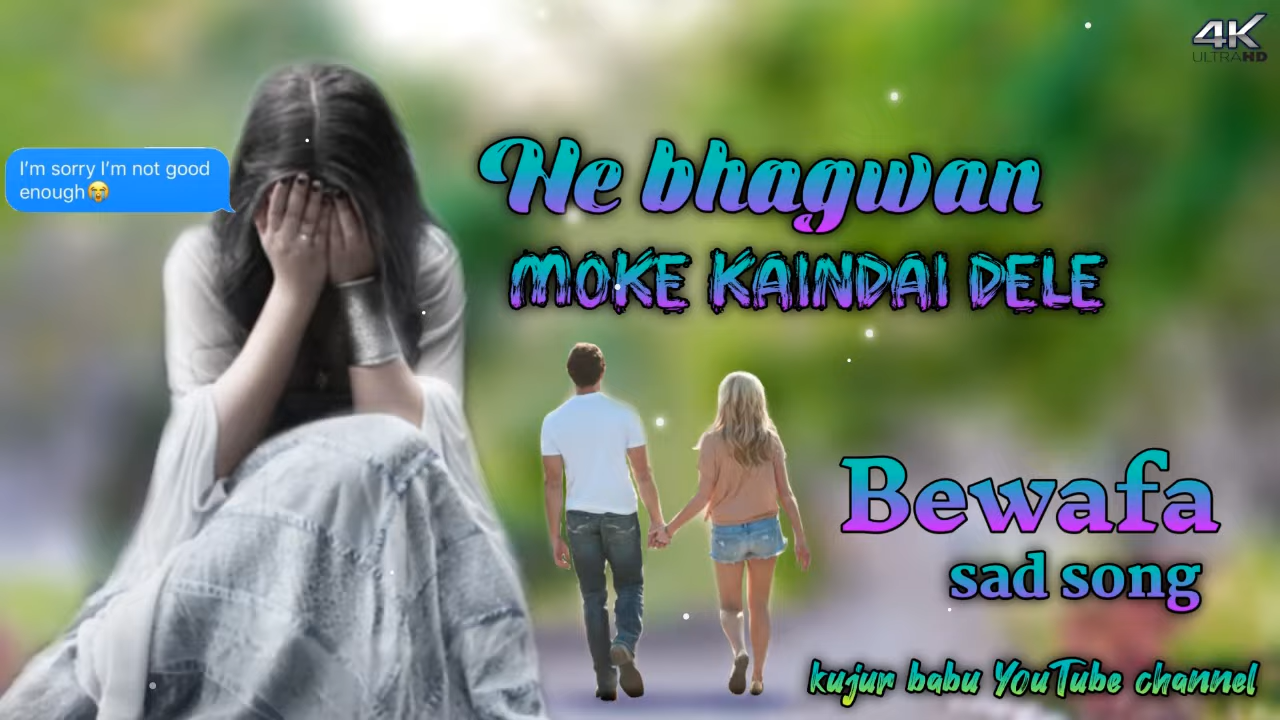 4K
ULTRAHD
I'm sorry I'm not good
enough😭
He bhagwan
MOKE KAINDAI DELE
Bewafa
sad song
kujur babu YouTube channel